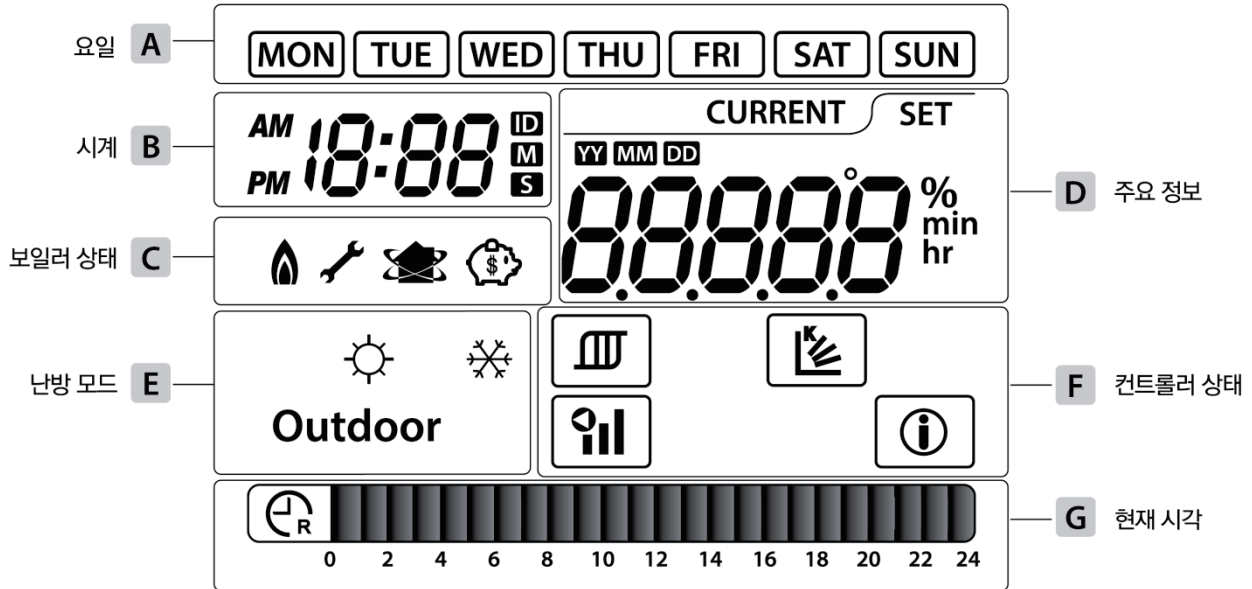 요일 A
MON TUE WED THU FRI SAT SUN
시계 B
AM 18:88 ID
M
PM S
CURRENT SET
YY MM DD
88888° %
min
hr
D 주요 정보
보일러 상태 C
$
난방 모드 E
Outdoor
K
F 컨트롤러 상태
R
0 2 4 6 8 10 12 14 16 18 20 22 24
G 현재 시각